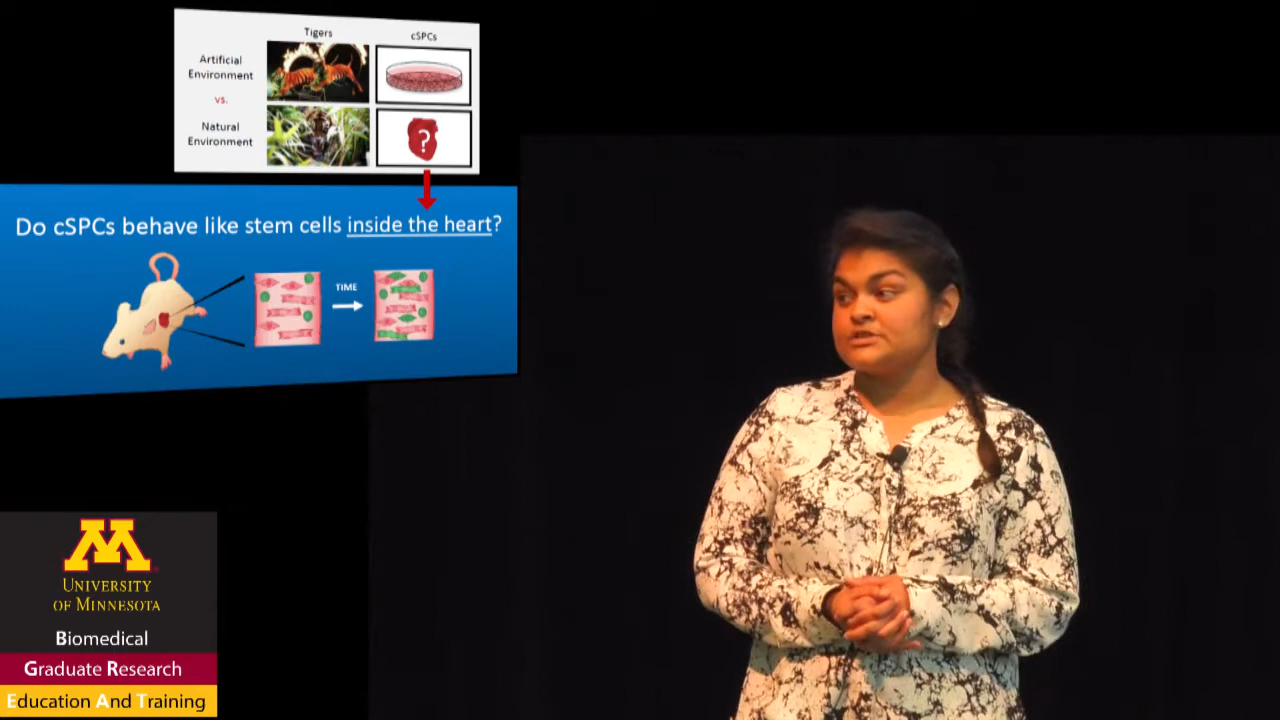 Tigers
cSPCs
Artificial
Environment
vs.
Natural
Environment
?
Do cSPCs behave like stem cells inside the heart?
TIME
M
UNIVERSITY
OF MINNESOTA
Biomedical
Graduate Research
Education And Training